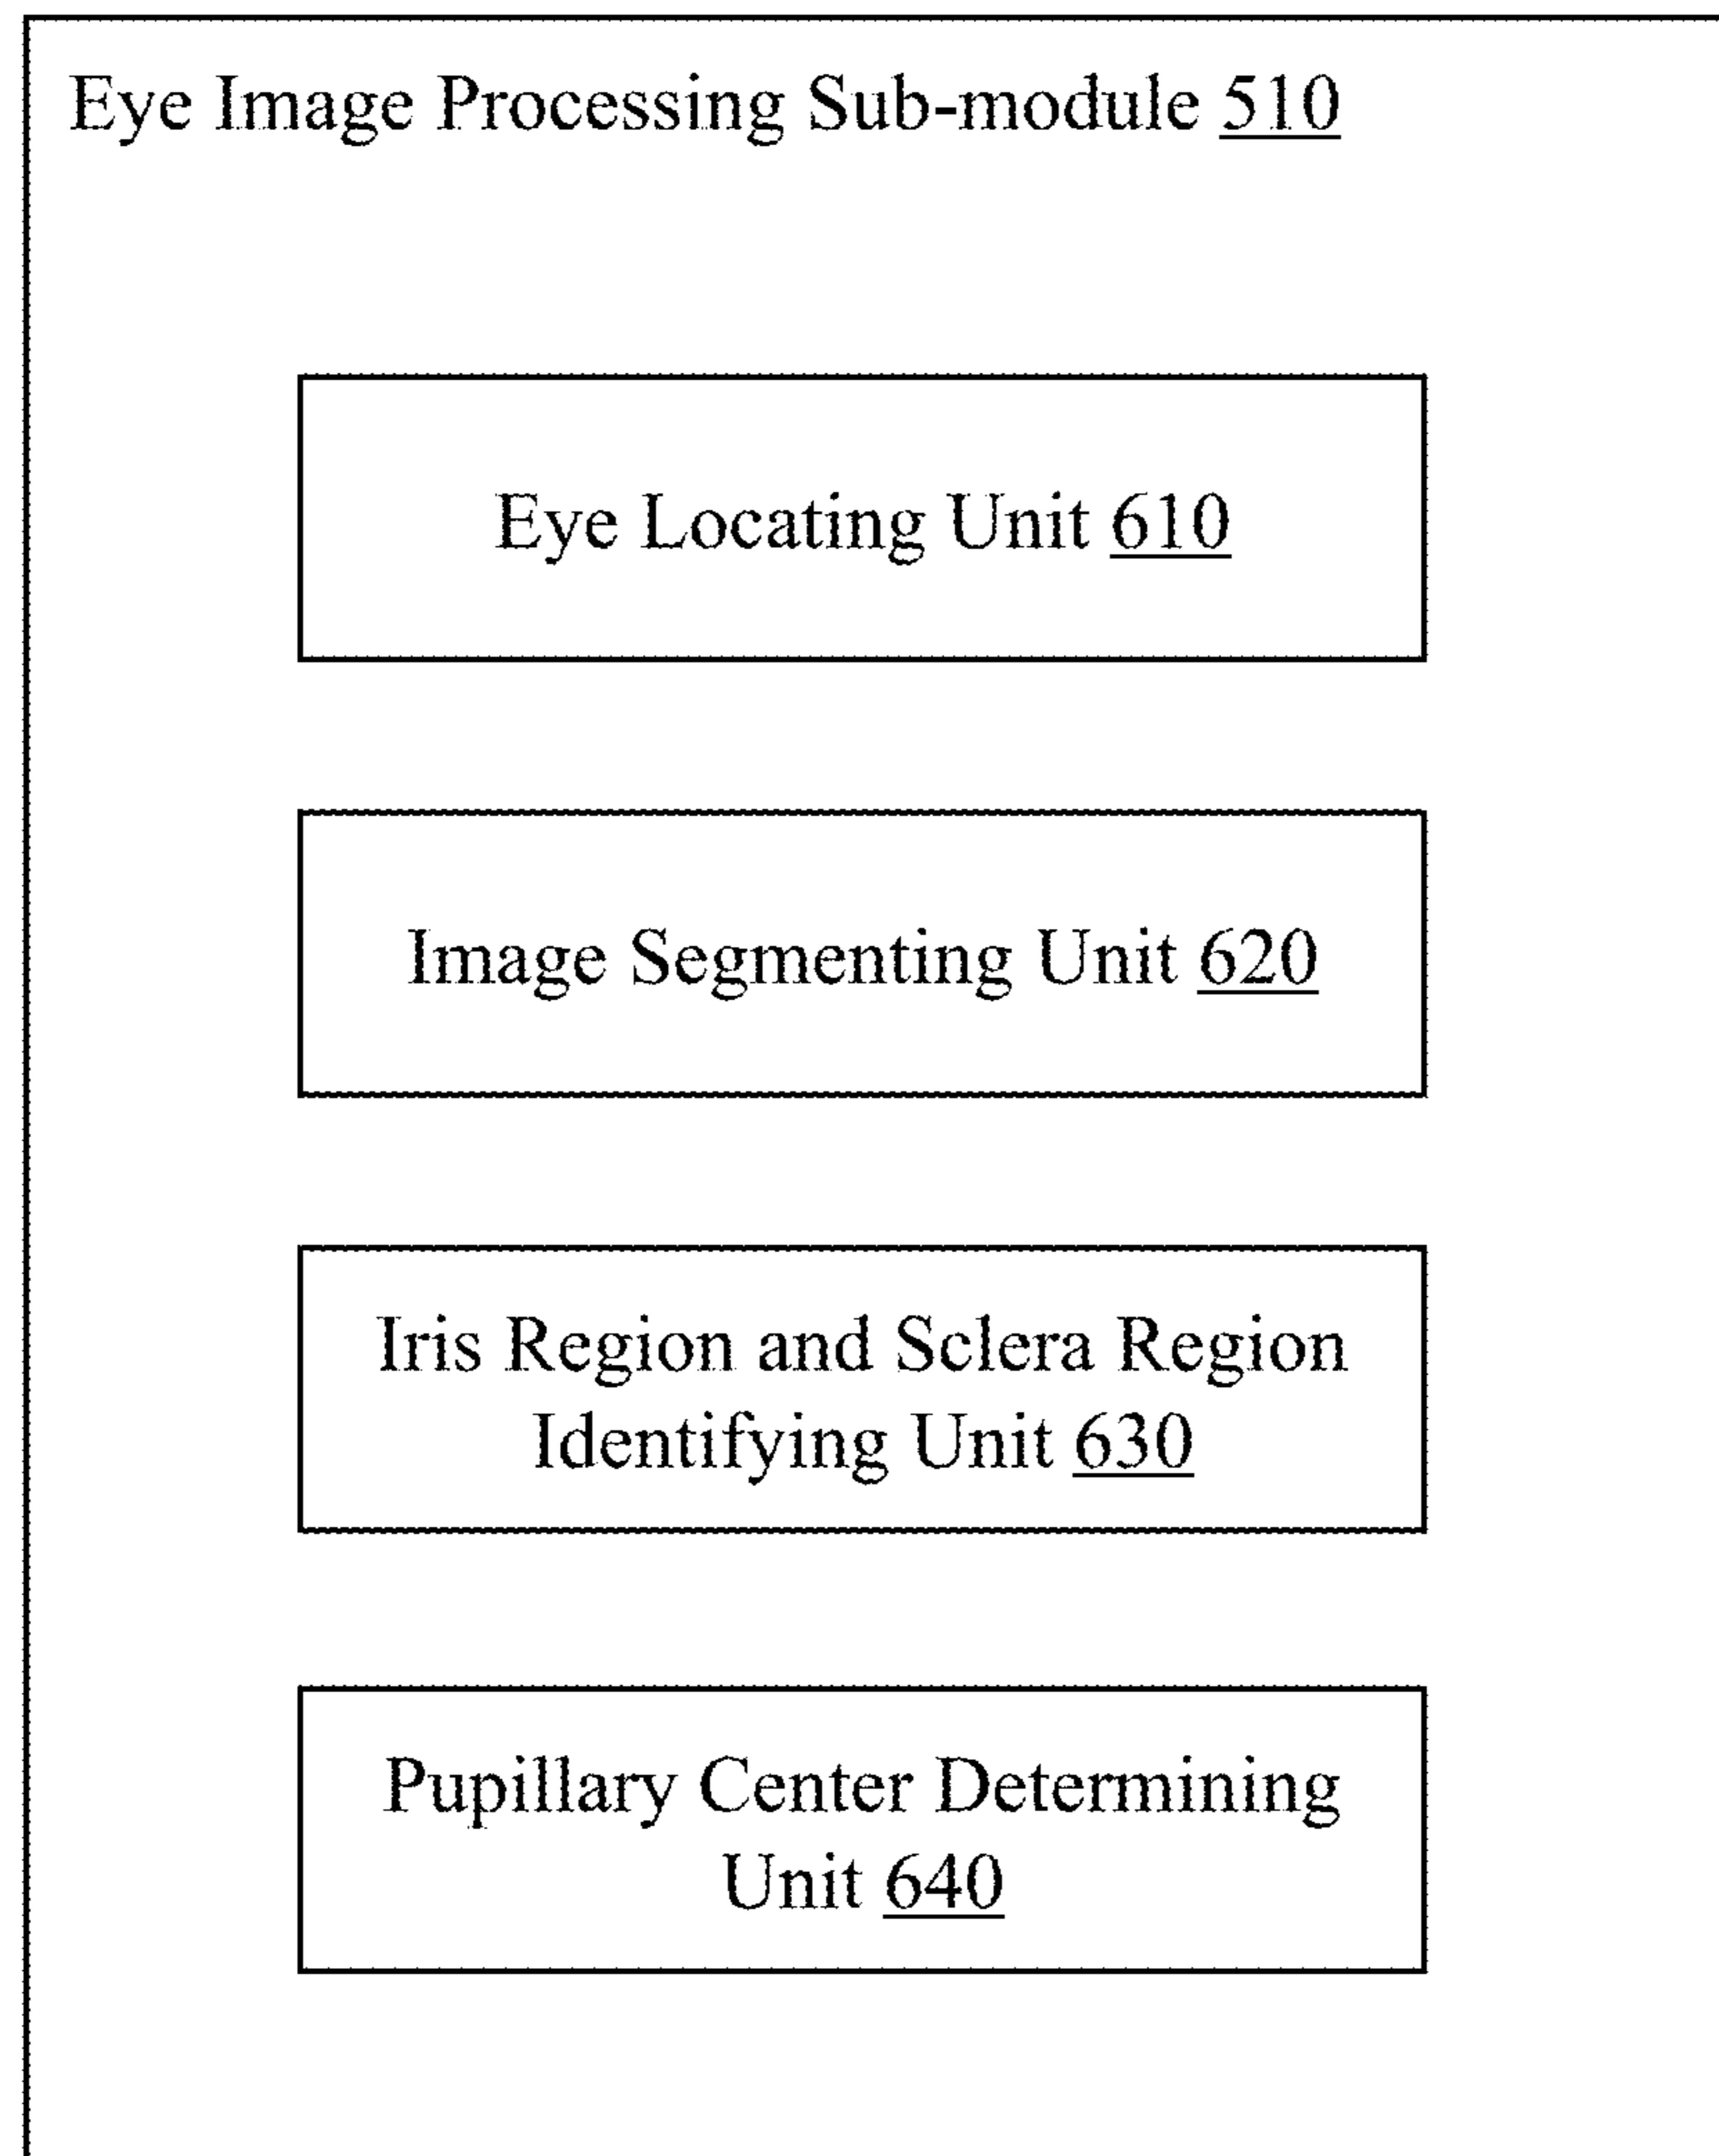 Eye Image Processing Sub-module 510
Eye Locating Unit 610
Image Segmenting Unit 620
Iris Region and Sclera Region
Identifying Unit 630
Pupillary Center Determining
Unit 640